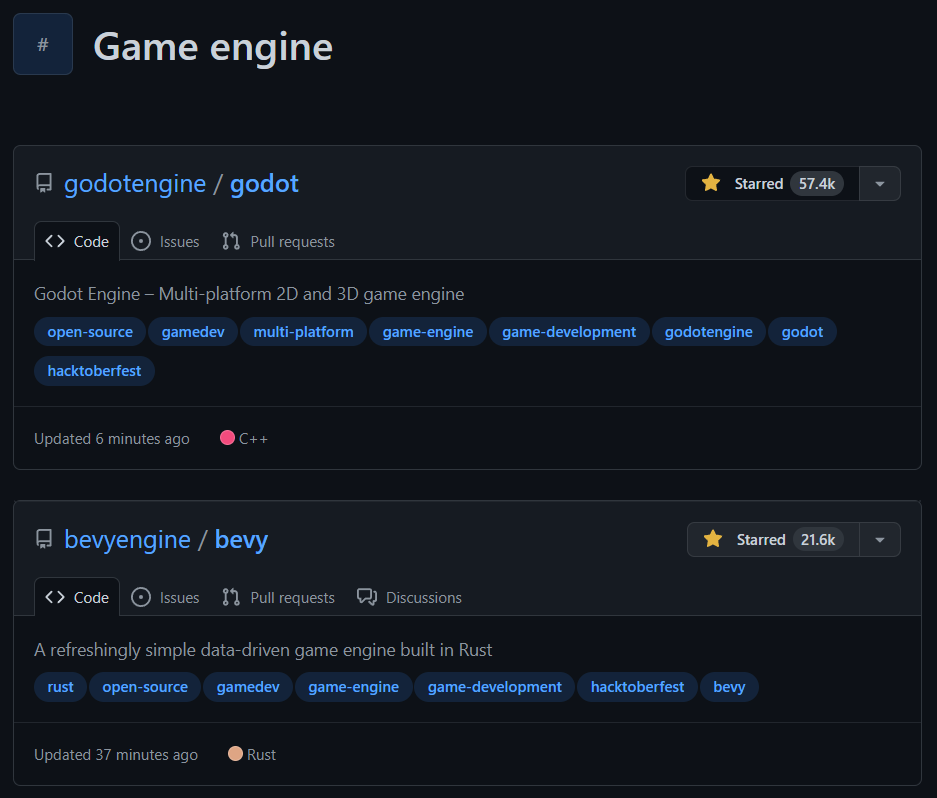 # Game engine
godotengine / godot Starred 57.4k
Code Issues Pull requests
Godot Engine – Multi-platform 2D and 3D game engine
open-source gamedev multi-platform game-engine game-development godotengine godot
hacktoberfest
Updated 6 minutes ago C++
bevyengine / bevy Starred 21.6k
Code Issues Pull requests Discussions
A refreshingly simple data-driven game engine built in Rust
rust open-source gamedev game-engine game-development hacktoberfest bevy
Updated 37 minutes ago Rust